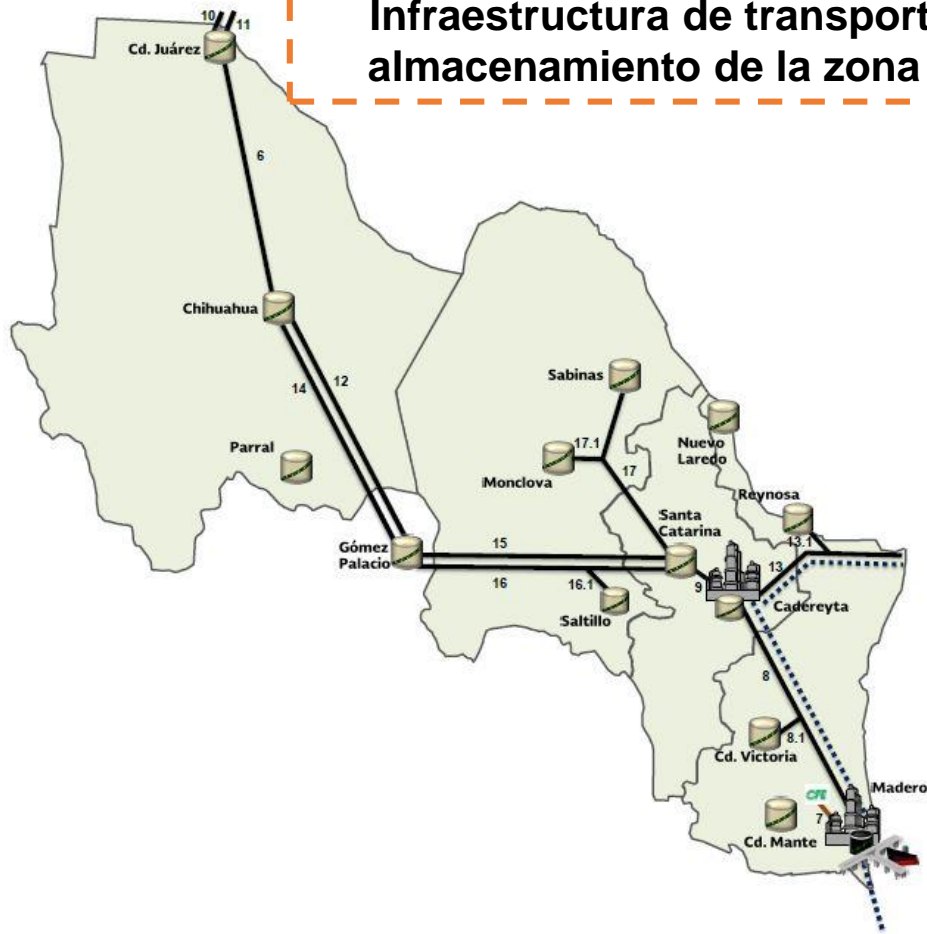 Infraestructura de transport
almacenamiento de la zona
10
11
Cd. Juárez
6
Chihuahua
12
14
Sabinas
Parral
17.1
Nuevo
Laredo
Monclova
17
Reynosa
Santa
Catarina
13.1
Gómez
Palacio
15
13
16
16.1
9
Cadereyta
Saltillo
8
8.1
Cd. Victoria
Madero
CFE
7
Cd. Mante